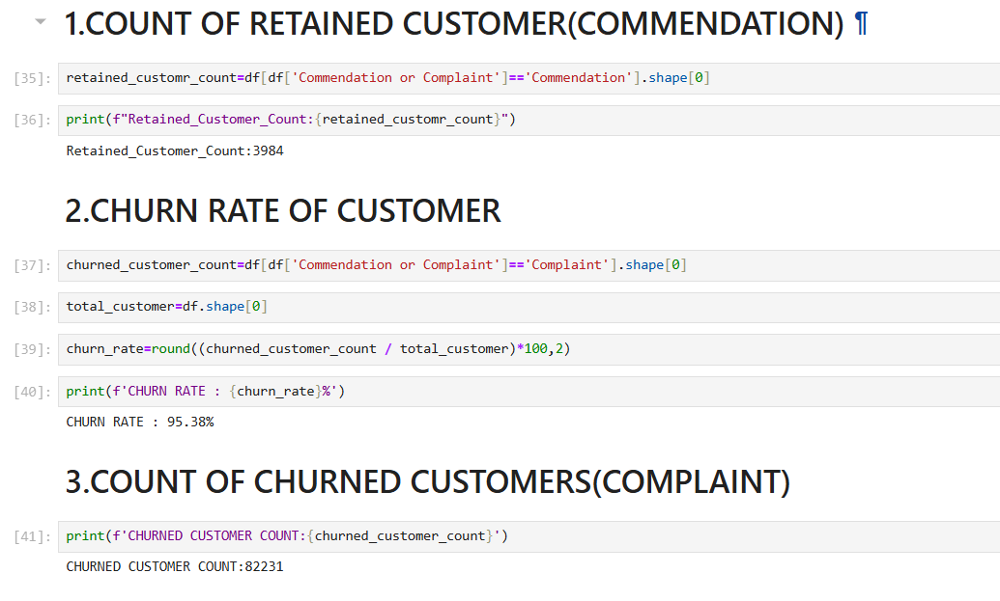 1.COUNT OF RETAINED CUSTOMER(COMMENDATION) ¶
[35]: retained_customr_count=df[df['Commendation or Complaint']=='Commendation'].shape[0]
[36]: print(f"Retained_Customer_Count:{retained_customr_count}")
Retained_Customer_Count:3984
2.CHURN RATE OF CUSTOMER
[37]: churned_customer_count=df[df['Commendation or Complaint']=='Complaint'].shape[0]
[38]: total_customer=df.shape[0]
[39]: churn_rate=round((churned_customer_count / total_customer)*100,2)
[40]: print(f'CHURN RATE : {churn_rate}%')
CHURN RATE : 95.38%
3.COUNT OF CHURNED CUSTOMERS(COMPLAINT)
[41]: print(f'CHURNED CUSTOMER COUNT:{churned_customer_count}')
CHURNED CUSTOMER COUNT:82231